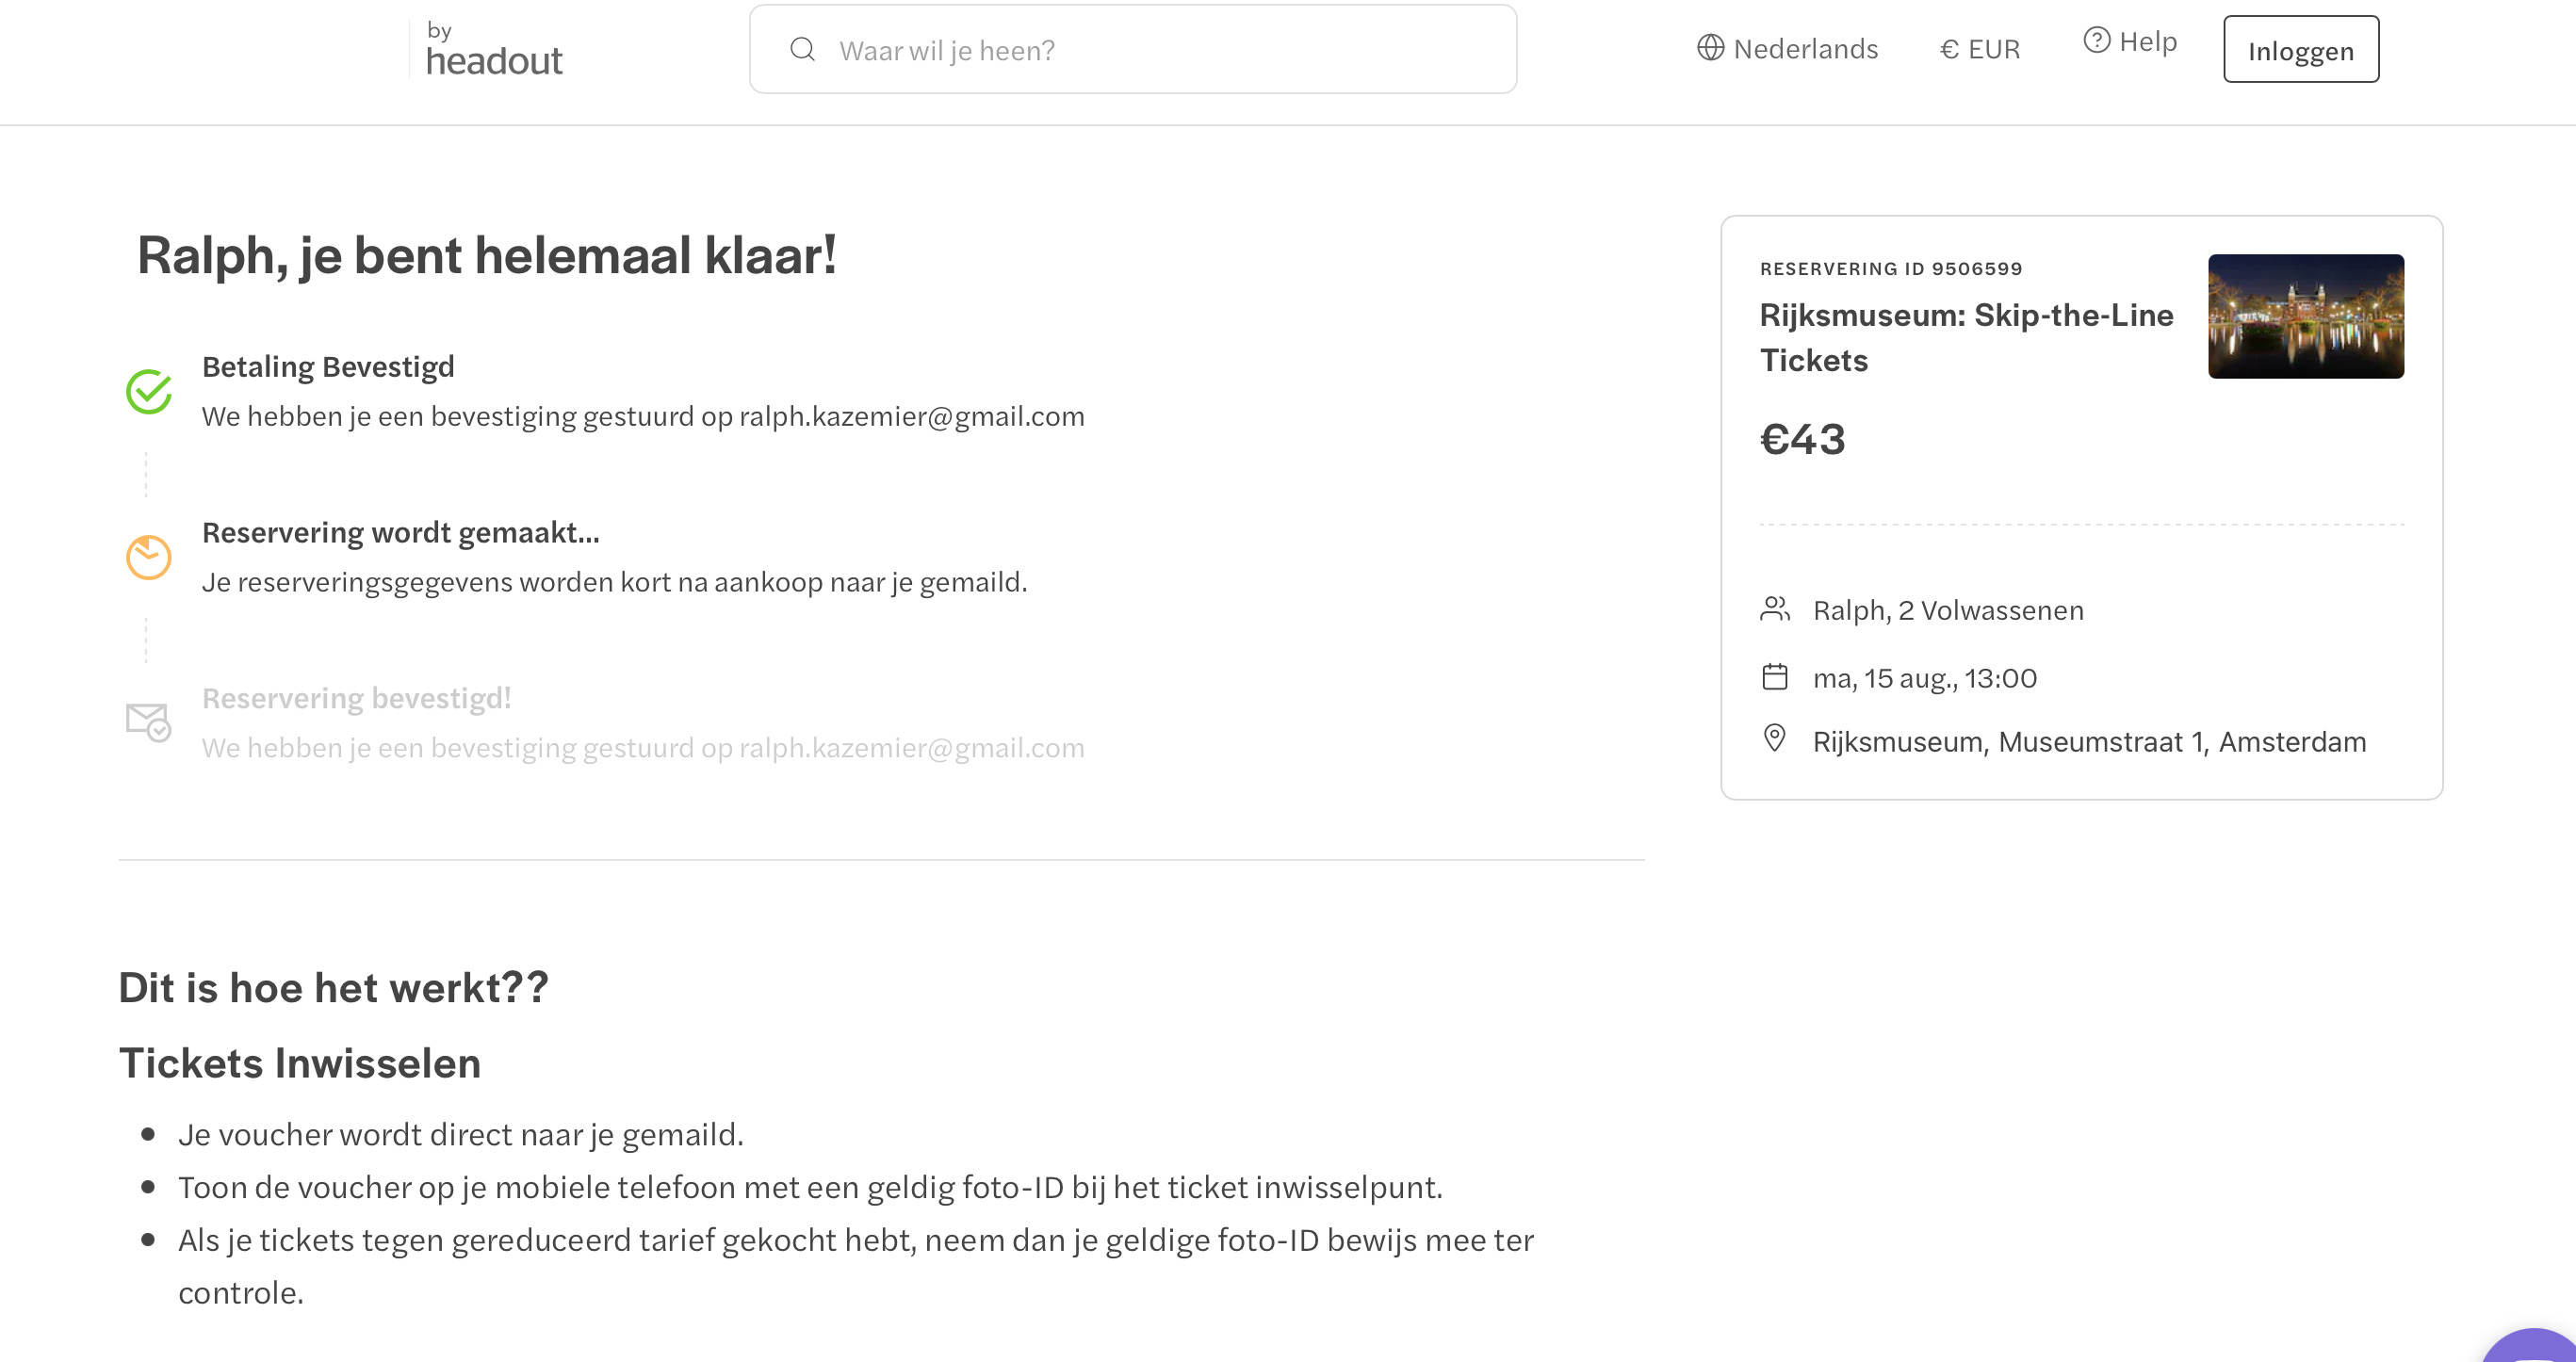 by
headout
Waar wil je heen?
Nederlands
€ EUR
Help
Inloggen
Ralph, je bent helemaal klaar!
Betaling Bevestigd
We hebben je een bevestiging gestuurd op ralph.kazemier@gmail.com
Reservering wordt gemaakt...
Je reserveringsgegevens worden kort na aankoop naar je gemaild.
Reservering bevestigd!
We hebben je een bevestiging gestuurd op ralph.kazemier@gmail.com
RESERVERING ID 9506599
Rijksmuseum: Skip-the-Line
Tickets
€43
Ralph, 2 Volwassenen
ma, 15 aug., 13:00
Rijksmuseum, Museumstraat 1, Amsterdam
Dit is hoe het werkt??
Tickets Inwisselen
Je voucher wordt direct naar je gemaild.
Toon de voucher op je mobiele telefoon met een geldig foto-ID bij het ticket inwisselpunt.
Als je tickets tegen gereduceerd tarief gekocht hebt, neem dan je geldige foto-ID bewijs mee ter
controle.